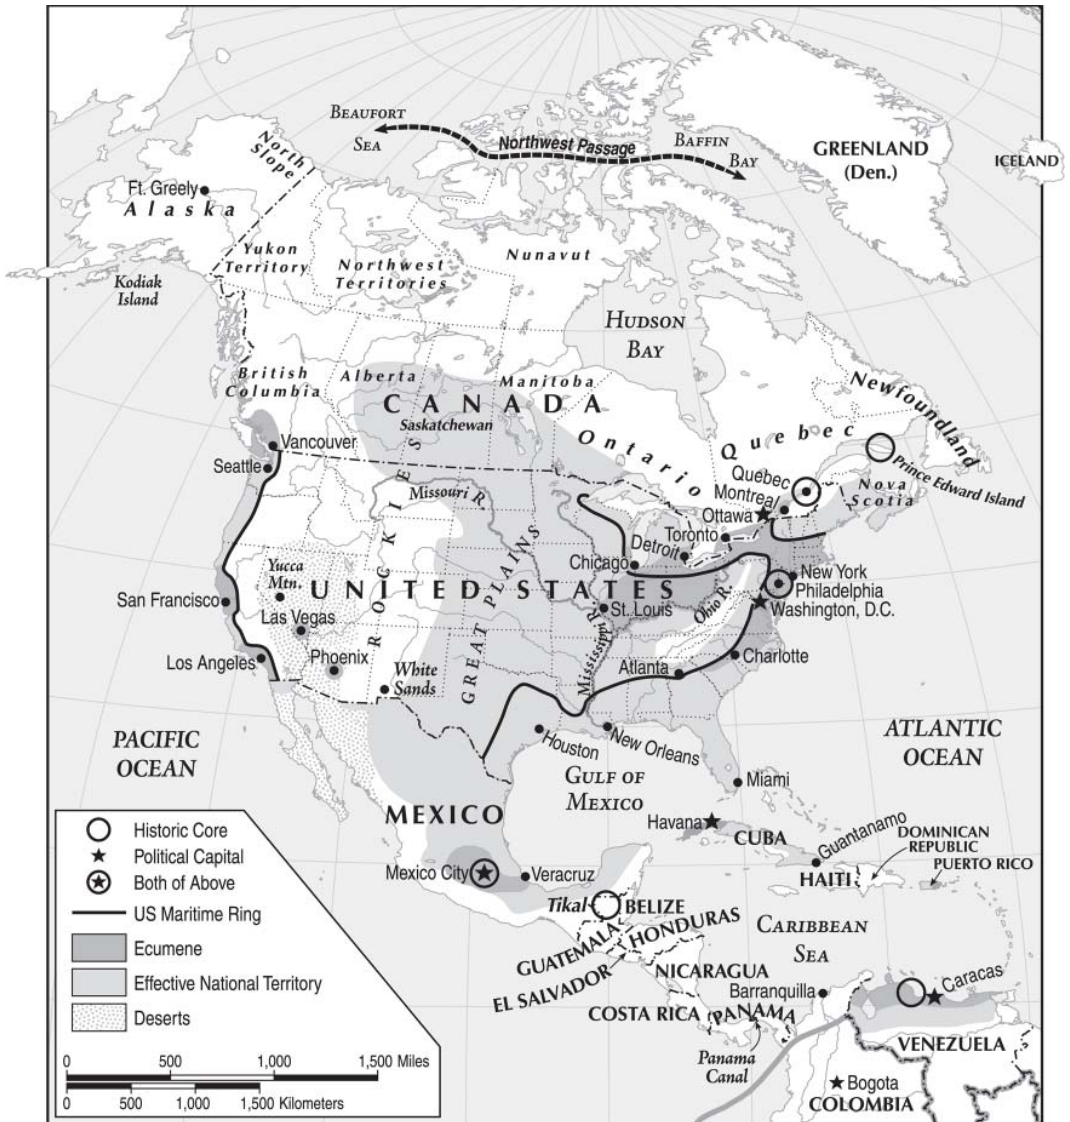 BEAUFORT
SEA
Northwest Passage
BAFFIN
BAY
GREENLAND
(Den.)
ICELAND
North
Slope
Ft. Greely
Alaska
Yukon
Territory
Northwest
Territories
Nunavut
Kodiak
Island
HUDSON
BAY
British
Columbia
Alberta
Manitoba
CANADA
Saskatchewan
Ontario
Quebec
Newfoundland
Vancouver
Seattle
Missouri R.
Quebec
Montreal
Ottawa
Prince Edward Island
Nova
Scotia
Toronto
Detroit
Chicago
ROCKIES
GREAT PLAINS
Yucca
Mtn.
UNITED STATES
New York
Philadelphia
Washington, D.C.
San Francisco
Las Vegas
St. Louis
Ohio R.
Mississippi R.
Los Angeles
Phoenix
White
Sands
Atlanta
Charlotte
PACIFIC
OCEAN
ATLANTIC
OCEAN
Houston
New Orleans
GULF OF
MEXICO
Miami
MEXICO
Havana
CUBA
Guantanamo
DOMINICAN
REPUBLIC
PUERTO RICO
HAITI
Mexico City
Veracruz
Tikal
BELIZE
GUATEMALA
HONDURAS
EL SALVADOR
NICARAGUA
CARIBBEAN
SEA
COSTA RICA
PANAMA
Barranquilla
Caracas
Panama
Canal
VENEZUELA
Bogota
COLOMBIA
Historic Core
Political Capital
Both of Above
US Maritime Ring
Ecumene
Effective National Territory
Deserts
0 500 1,000 1,500 Miles
0 500 1,000 1,500 Kilometers